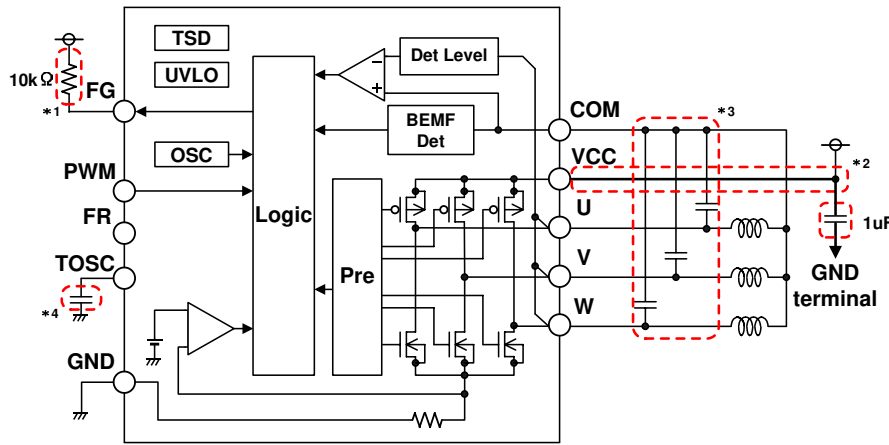 TSD
UVLO
OSC
Logic
Pre
Det Level
BEMF
Det
−
+
10kΩ
*1
FG
PWM
FR
TOSC
*4
GND
COM
VCC
U
V
W
*3
*2
1uF
GND
terminal